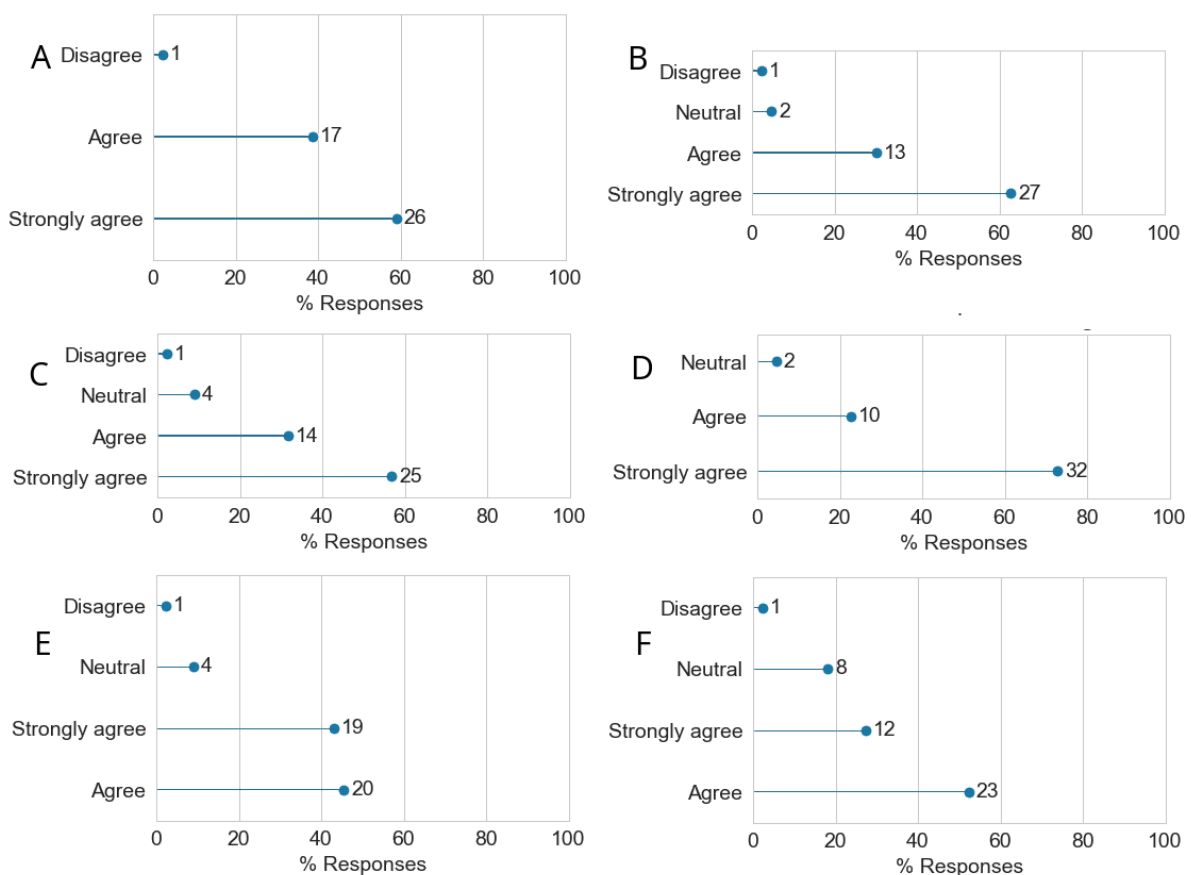 A
Disagree 1
Agree 17
Strongly agree 26
0 20 40 60 80 100
% Responses
B
Disagree 1
Neutral 2
Agree 13
Strongly agree 27
0 20 40 60 80 100
% Responses
C
Disagree 1
Neutral 4
Agree 14
Strongly agree 25
0 20 40 60 80 100
% Responses
D
Neutral 2
Agree 10
Strongly agree 32
0 20 40 60 80 100
% Responses
E
Disagree 1
Neutral 4
Strongly agree 19
Agree 20
0 20 40 60 80 100
% Responses
F
Disagree 1
Neutral 8
Strongly agree 12
Agree 23
0 20 40 60 80 100
% Responses